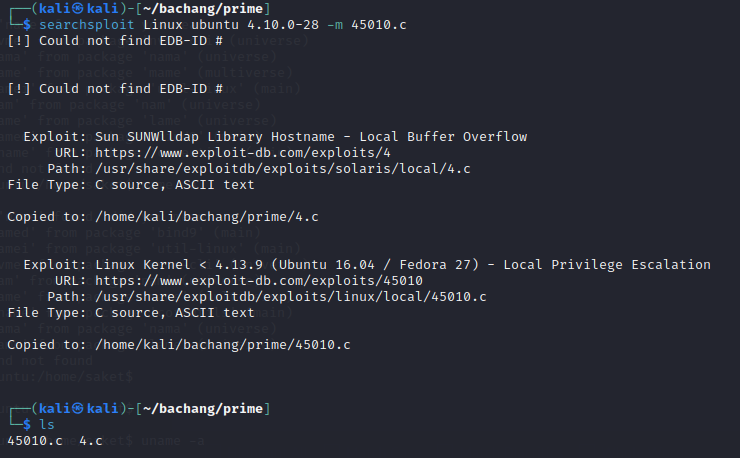 ┌──(kali㉿kali)-[~/bachang/prime]
└─$ searchsploit Linux ubuntu 4.10.0-28 -m 45010.c
[!] Could not find EDB-ID #
[!] Could not find EDB-ID #
Exploit: Sun SUNWlldap Library Hostname - Local Buffer Overflow
URL: https://www.exploit-db.com/exploits/4
Path: /usr/share/exploitdb/exploits/solaris/local/4.c
File Type: C source, ASCII text
Copied to: /home/kali/bachang/prime/4.c
Exploit: Linux Kernel < 4.13.9 (Ubuntu 16.04 / Fedora 27) - Local Privilege Escalation
URL: https://www.exploit-db.com/exploits/45010
Path: /usr/share/exploitdb/exploits/linux/local/45010.c
File Type: C source, ASCII text
Copied to: /home/kali/bachang/prime/45010.c
┌──(kali㉿kali)-[~/bachang/prime]
└─$ ls
45010.c  4.c